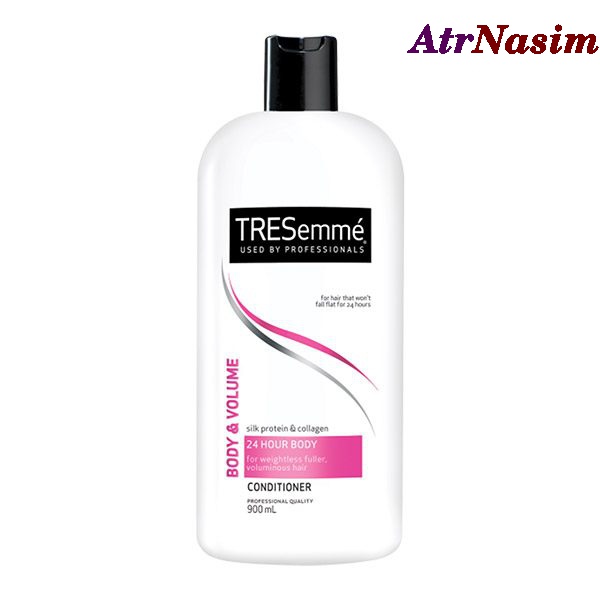 AtrNasim
TRESemmé
USED BY PROFESSIONALS
for hair that won't
fall flat for 24 hours
BODY & VOLUME
silk protein & collagen
24 HOUR BODY
for weightless fuller,
voluminous hair
CONDITIONER
PROFESSIONAL QUALITY
900 mL